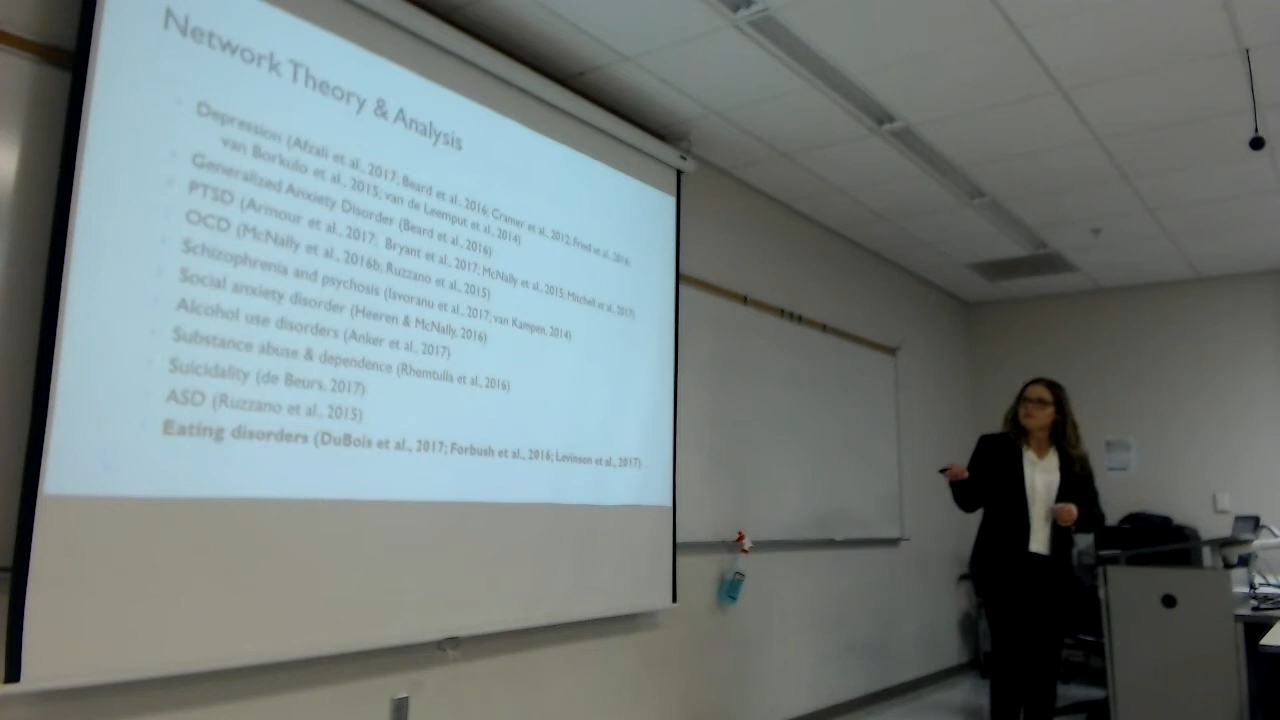 Network Theory & Analysis
Depression (Afzali et al., 2017; Beard et al., 2016; Cramer et al., 2012; Fried et al., 2016;
van Borkulo et al., 2015; van de Leemput et al., 2014)
Generalized Anxiety Disorder (Beard et al., 2016)
PTSD (Armour et al., 2017; Bryant et al., 2017; McNally et al., 2015; Mitchell et al., 2017)
OCD (McNally et al., 2016b; Ruzzano et al., 2015)
Schizophrenia and psychosis (Isvoranu et al., 2017; van Kampen, 2014)
Social anxiety disorder (Heeren & McNally, 2016)
Alcohol use disorders (Anker et al., 2017)
Substance abuse & dependence (Rhemtulla et al., 2016)
Suicidality (de Beurs, 2017)
ASD (Ruzzano et al., 2015)
Eating disorders (DuBois et al., 2017; Forbush et al., 2016; Levinson et al., 2017)